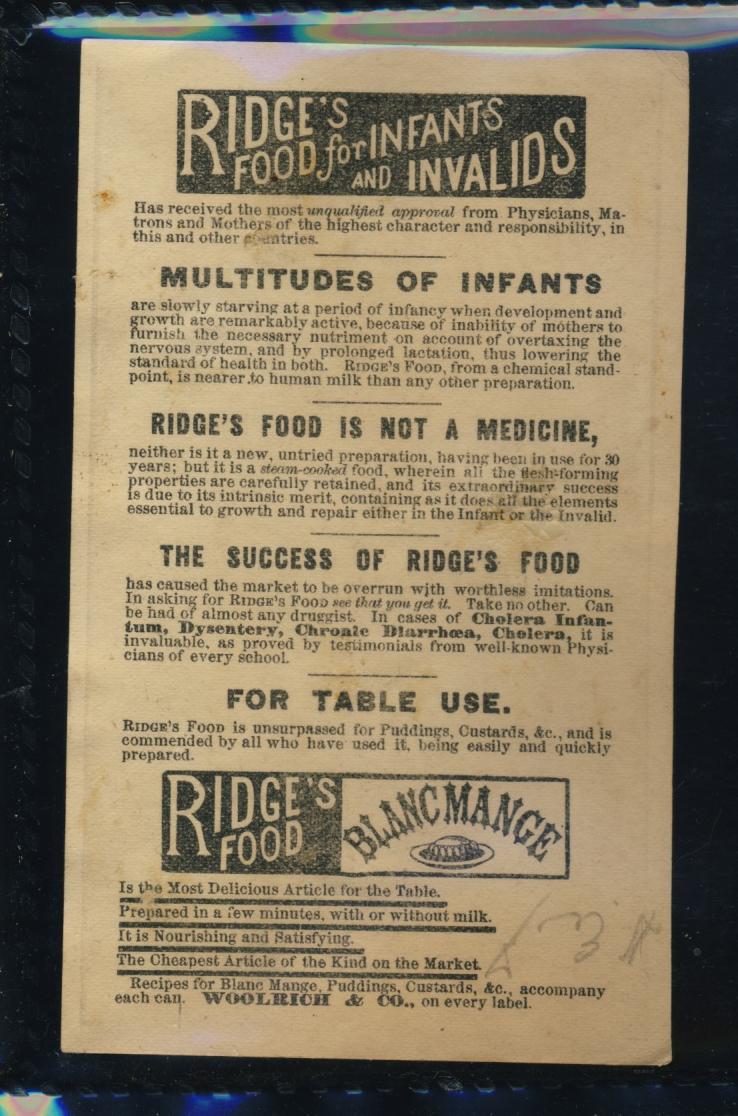 RIDGE'S
FOOD for INFANTS
AND INVALIDS
Has received the most unqualified approval from Physicians, Ma-
trons and Mothers of the highest character and responsibility, in
this and other countries.
MULTITUDES OF INFANTS
are slowly starving at a period of infancy when development and
growth are remarkably active, because of inability of mothers to
furnish the necessary nutriment on account of overtaxing the
nervous system, and by prolonged lactation, thus lowering the
standard of health in both. RIDGE'S FOOD, from a chemical stand-
point, is nearer to human milk than any other preparation.
RIDGE'S FOOD IS NOT A MEDICINE,
neither is it a new, untried preparation, having been in use for 30
years; but it is a steam-cooked food, wherein all the flesh-forming
properties are carefully retained, and its extraordinary success
is due to its intrinsic merit, containing as it does all the elements
essential to growth and repair either in the Infant or the Invalid.
THE SUCCESS OF RIDGE'S FOOD
has caused the market to be overrun with worthless imitations.
In asking for RIDGE'S FOOD see that you get it. Take no other. Can
be had of almost any druggist. In cases of Cholera Infan-
tum, Dysentery, Chronic Diarrhœa, Cholera, it is
invaluable, as proved by testimonials from well-known Physi-
cians of every school.
FOR TABLE USE.
RIDGE'S FOOD is unsurpassed for Puddings, Custards, &c., and is
commended by all who have used it, being easily and quickly
prepared.
RIDGE'S
FOOD
BLANCMANGE
Is the Most Delicious Article for the Table.
Prepared in a few minutes, with or without milk.
It is Nourishing and Satisfying.
The Cheapest Article of the Kind on the Market.
Recipes for Blanc Mange, Puddings, Custards, &c., accompany
each can. WOOLRICH & CO., on every label.